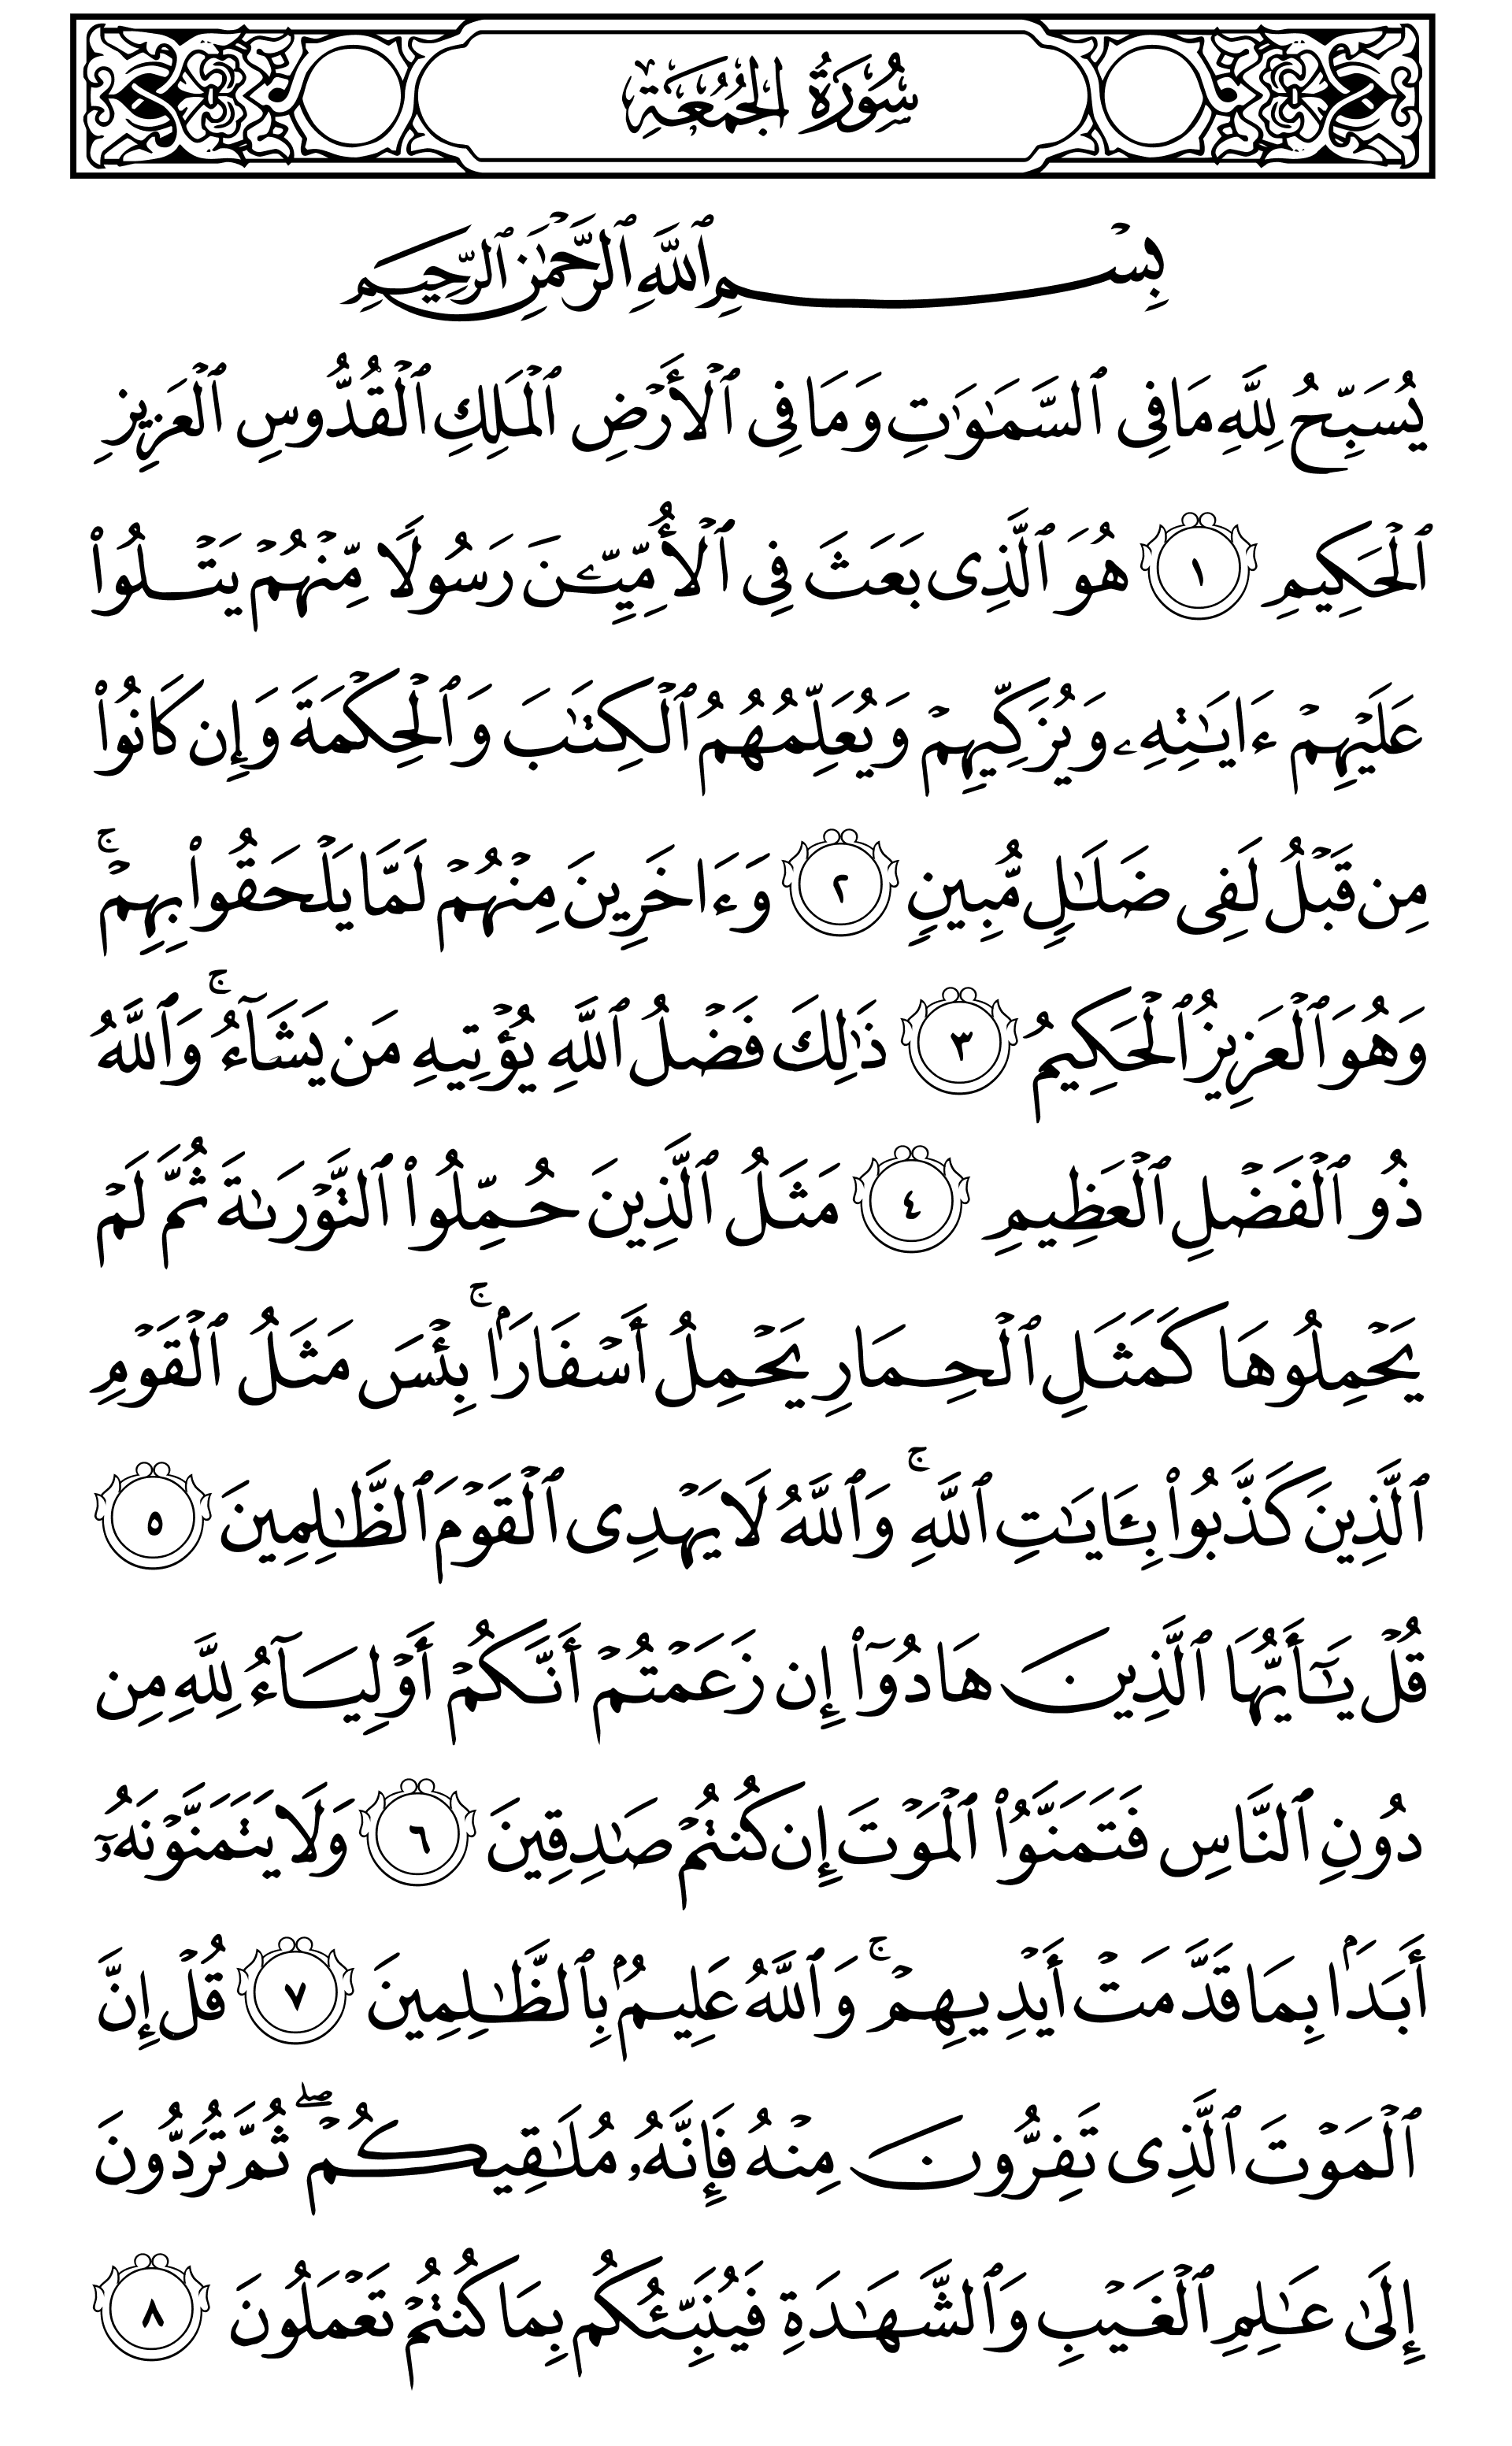 سُورَةُ الجُمُعَةِ
بِسۡمِ ٱللَّهِ ٱلرَّحۡمَٰنِ ٱلرَّحِيمِ
يُسَبِّحُ لِلَّهِ مَا فِي ٱلسَّمَٰوَٰتِ وَمَا فِي ٱلۡأَرۡضِ ٱلۡمَلِكِ ٱلۡقُدُّوسِ ٱلۡعَزِيزِ
ٱلۡحَكِيمِ ١ هُوَ ٱلَّذِي بَعَثَ فِي ٱلۡأُمِّيِّـۧنَ رَسُولٗا مِّنۡهُمۡ يَتۡلُواْ
عَلَيۡهِمۡ ءَايَٰتِهِۦ وَيُزَكِّيهِمۡ وَيُعَلِّمُهُمُ ٱلۡكِتَٰبَ وَٱلۡحِكۡمَةَ وَإِن كَانُواْ
مِن قَبۡلُ لَفِي ضَلَٰلٖ مُّبِينٖ ٢ وَءَاخَرِينَ مِنۡهُمۡ لَمَّا يَلۡحَقُواْ بِهِمۡۚ
وَهُوَ ٱلۡعَزِيزُ ٱلۡحَكِيمُ ٣ ذَٰلِكَ فَضۡلُ ٱللَّهِ يُؤۡتِيهِ مَن يَشَآءُۚ وَٱللَّهُ
ذُو ٱلۡفَضۡلِ ٱلۡعَظِيمِ ٤ مَثَلُ ٱلَّذِينَ حُمِّلُواْ ٱلتَّوۡرَىٰةَ ثُمَّ لَمۡ
يَحۡمِلُوهَا كَمَثَلِ ٱلۡحِمَارِ يَحۡمِلُ أَسۡفَارَۢاۚ بِئۡسَ مَثَلُ ٱلۡقَوۡمِ
ٱلَّذِينَ كَذَّبُواْ بِـَٔايَٰتِ ٱللَّهِۚ وَٱللَّهُ لَا يَهۡدِي ٱلۡقَوۡمَ ٱلظَّٰلِمِينَ ٥
قُلۡ يَٰٓأَيُّهَا ٱلَّذِينَ هَادُوٓاْ إِن زَعَمۡتُمۡ أَنَّكُمۡ أَوۡلِيَآءُ لِلَّهِ مِن
دُونِ ٱلنَّاسِ فَتَمَنَّوُاْ ٱلۡمَوۡتَ إِن كُنتُمۡ صَٰدِقِينَ ٦ وَلَا يَتَمَنَّوۡنَهُۥٓ
أَبَدَۢا بِمَا قَدَّمَتۡ أَيۡدِيهِمۡۚ وَٱللَّهُ عَلِيمُۢ بِٱلظَّٰلِمِينَ ٧ قُلۡ إِنَّ
ٱلۡمَوۡتَ ٱلَّذِي تَفِرُّونَ مِنۡهُ فَإِنَّهُۥ مُلَٰقِيكُمۡۖ ثُمَّ تُرَدُّونَ
إِلَىٰ عَٰلِمِ ٱلۡغَيۡبِ وَٱلشَّهَٰدَةِ فَيُنَبِّئُكُم بِمَا كُنتُمۡ تَعۡمَلُونَ ٨